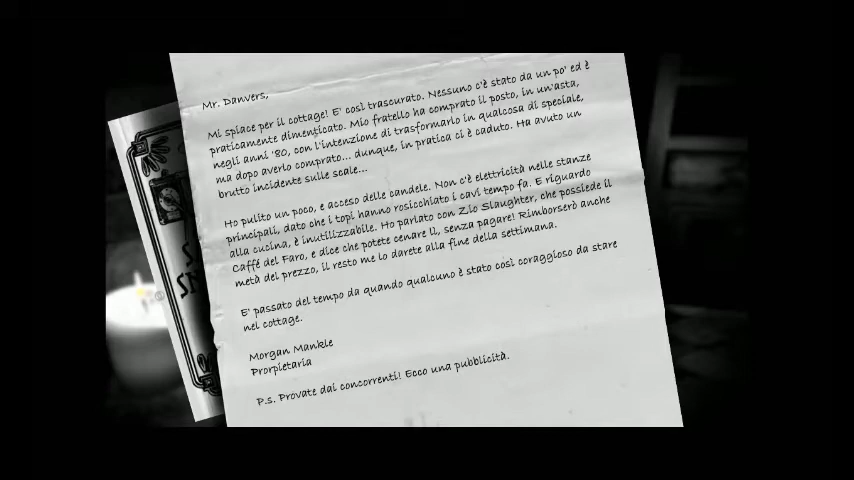 Mr. Danvers,
Mi spiace per il cottage! E' così trascurato. Nessuno c'è stato da un po' ed è
praticamente dimenticato. Mio fratello ha comprato il posto, in un'asta,
negli anni '80, con l'intenzione di trasformarlo in qualcosa di speciale,
ma dopo averlo comprato... dunque, in pratica ci è caduto. Ha avuto un
brutto incidente sulle scale...
Ho pulito un poco, e acceso delle candele. Non c'è elettricità nelle stanze
principali, dato che i topi hanno rosicchiato i cavi tempo fa. E riguardo
alla cucina, è inutilizzabile. Ho parlato con Zio Slaughter, che possiede il
Caffé del Faro, e dice che potete cenare lì, senza pagare! Rimborserò anche
metà del prezzo, il resto me lo darete alla fine della settimana.
E' passato del tempo da quando qualcuno è stato così coraggioso da stare
nel cottage.
Morgan Mankle
Prorpietaria
P.s. Provate dai concorrenti! Ecco una pubblicità.